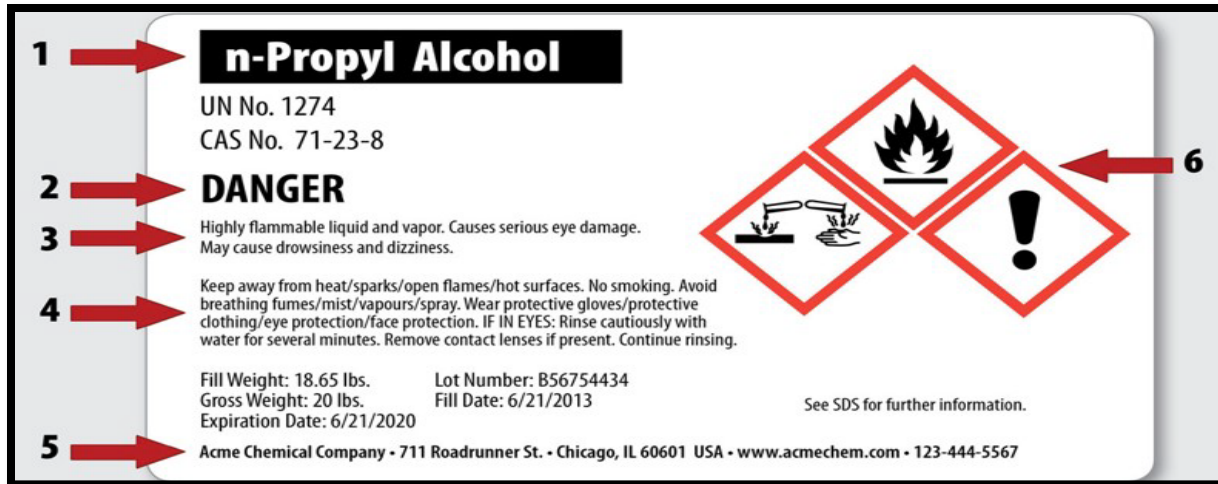 1
n-Propyl Alcohol
UN No. 1274
CAS No. 71-23-8
2
DANGER
3
Highly flammable liquid and vapor. Causes serious eye damage.
May cause drowsiness and dizziness.
4
Keep away from heat/sparks/open flames/hot surfaces. No smoking. Avoid
breathing fumes/mist/vapours/spray. Wear protective gloves/protective
clothing/eye protection/face protection. IF IN EYES: Rinse cautiously with
water for several minutes. Remove contact lenses if present. Continue rinsing.
6
Fill Weight: 18.65 lbs. Lot Number: B56754434
Gross Weight: 20 lbs. Fill Date: 6/21/2013
Expiration Date: 6/21/2020
See SDS for further information.
5
Acme Chemical Company • 711 Roadrunner St. • Chicago, IL 60601 USA • www.acmechem.com • 123-444-5567